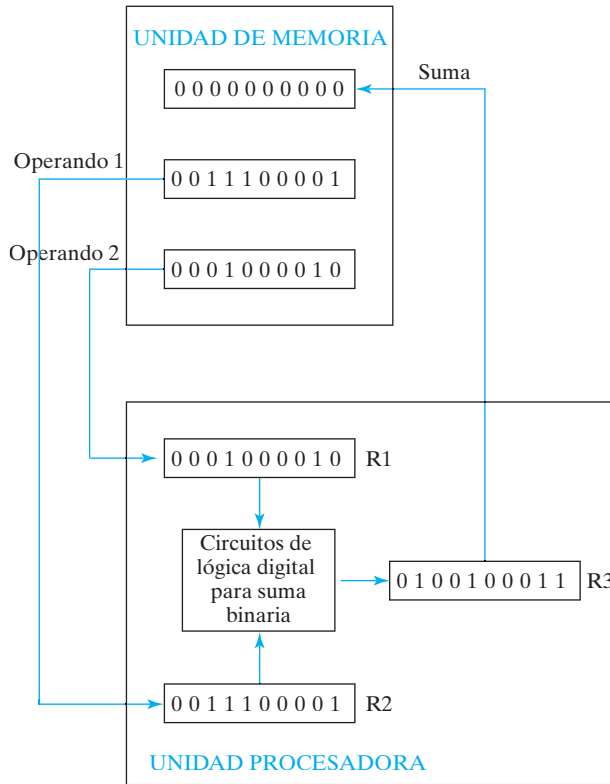 UNIDAD DE MEMORIA
0 0 0 0 0 0 0 0 0 0
Suma
Operando 1
0 0 1 1 1 0 0 0 0 1
Operando 2
0 0 0 1 0 0 0 0 1 0
0 0 0 1 0 0 0 0 1 0 R1
Circuitos de
lógica digital
para suma
binaria
0 1 0 0 1 0 0 0 1 1 R3
0 0 1 1 1 0 0 0 0 1 R2
UNIDAD PROCESADORA